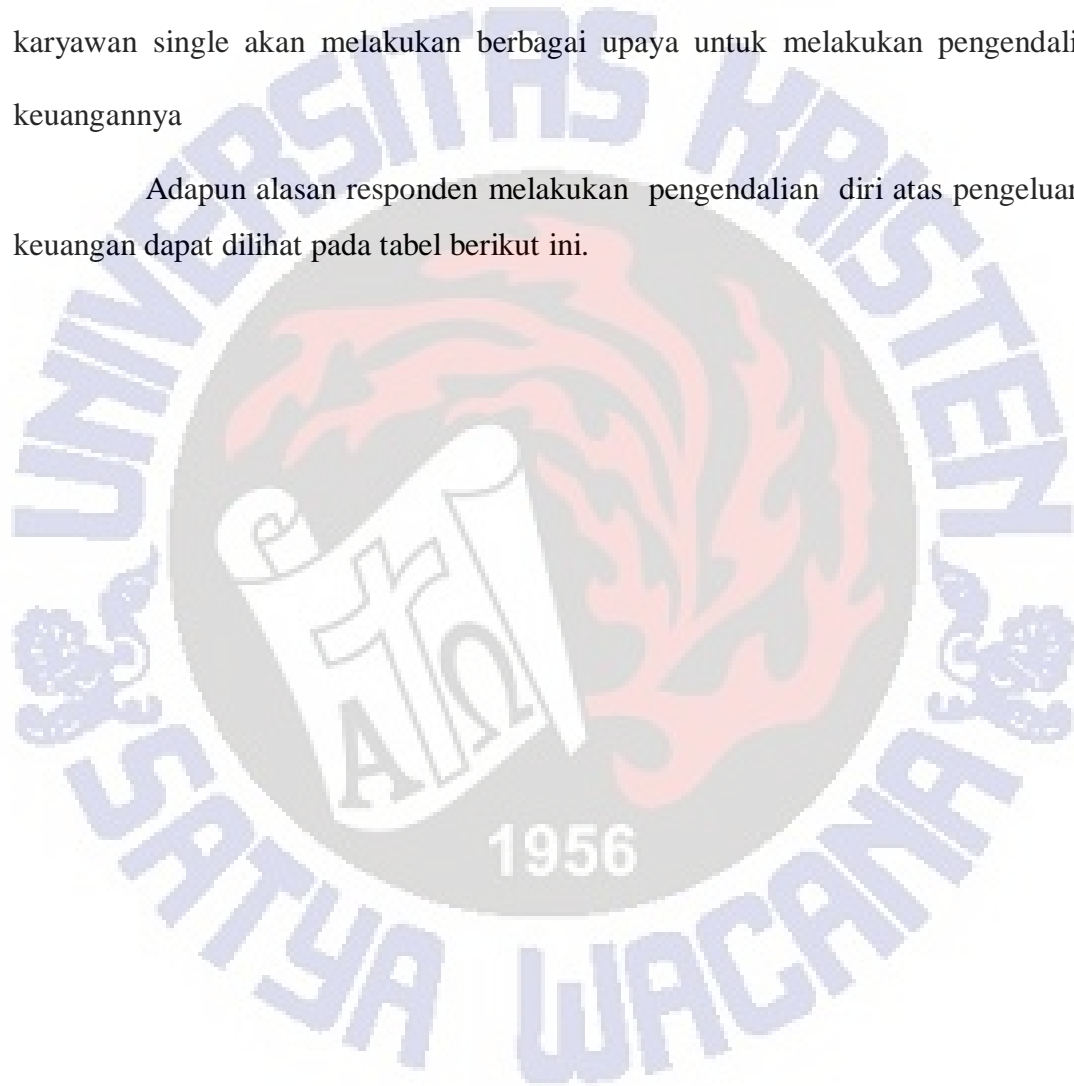 karyawan single akan melakukan berbagai upaya untuk melakukan pengendali
keuangannya
Adapun alasan responden melakukan pengendalian diri atas pengeluar
keuangan dapat dilihat pada tabel berikut ini.
UNIVERSITAS KRISTEN
SATYA WACANA
A Ω
1956